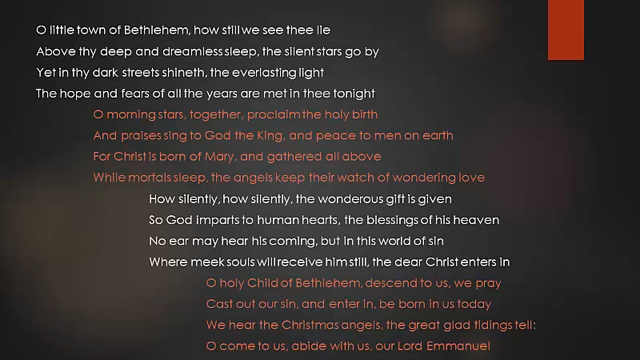 O little town of Bethlehem, how still we see thee lie
Above thy deep and dreamless sleep, the silent stars go by
Yet in thy dark streets shineth, the everlasting light
The hope and fears of all the years are met in thee tonight
O morning stars, together, proclaim the holy birth
And praises sing to God the King, and peace to men on earth
For Christ is born of Mary, and gathered all above
While mortals sleep, the angels keep their watch of wondering love
How silently, how silently, the wonderous gift is given
So God imparts to human hearts, the blessings of his heaven
No ear may hear his coming, but in this world of sin
Where meek souls will receive him still, the dear Christ enters in
O holy Child of Bethlehem, descend to us, we pray
Cast out our sin, and enter in, be born in us today
We hear the Christmas angels, the great glad tidings tell:
O come to us, abide with us, our Lord Emmanuel